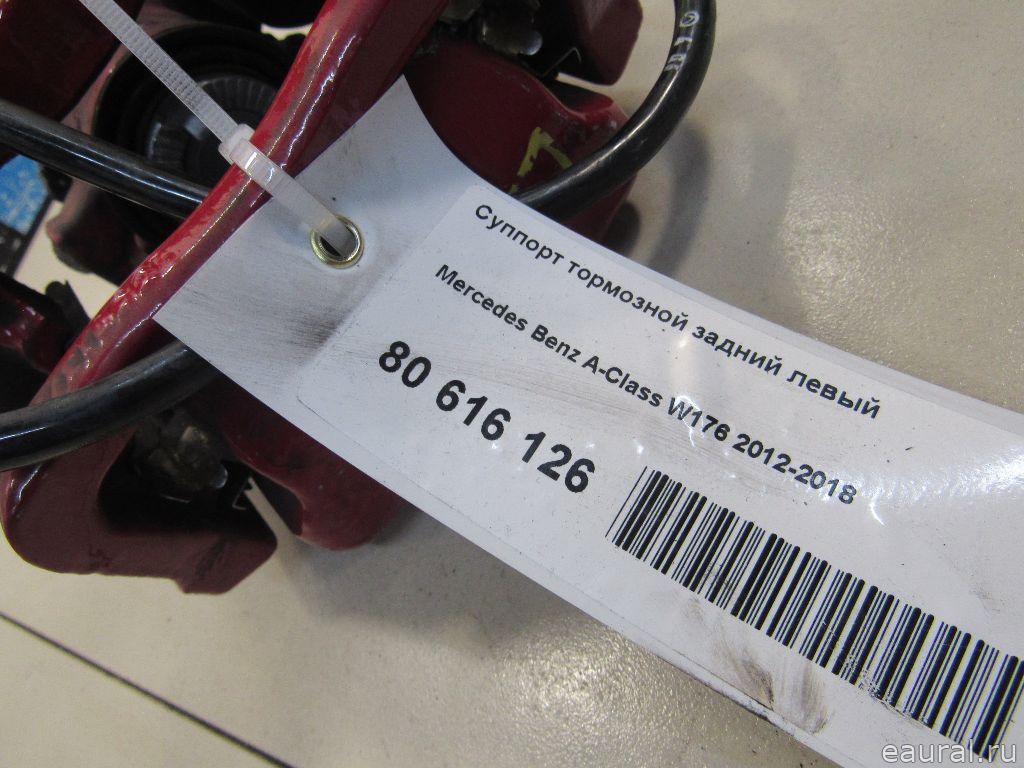 Суппорт тормозной задний левый
Mercedes Benz A-Class W176 2012-2018
80 616 126
eaural.ru